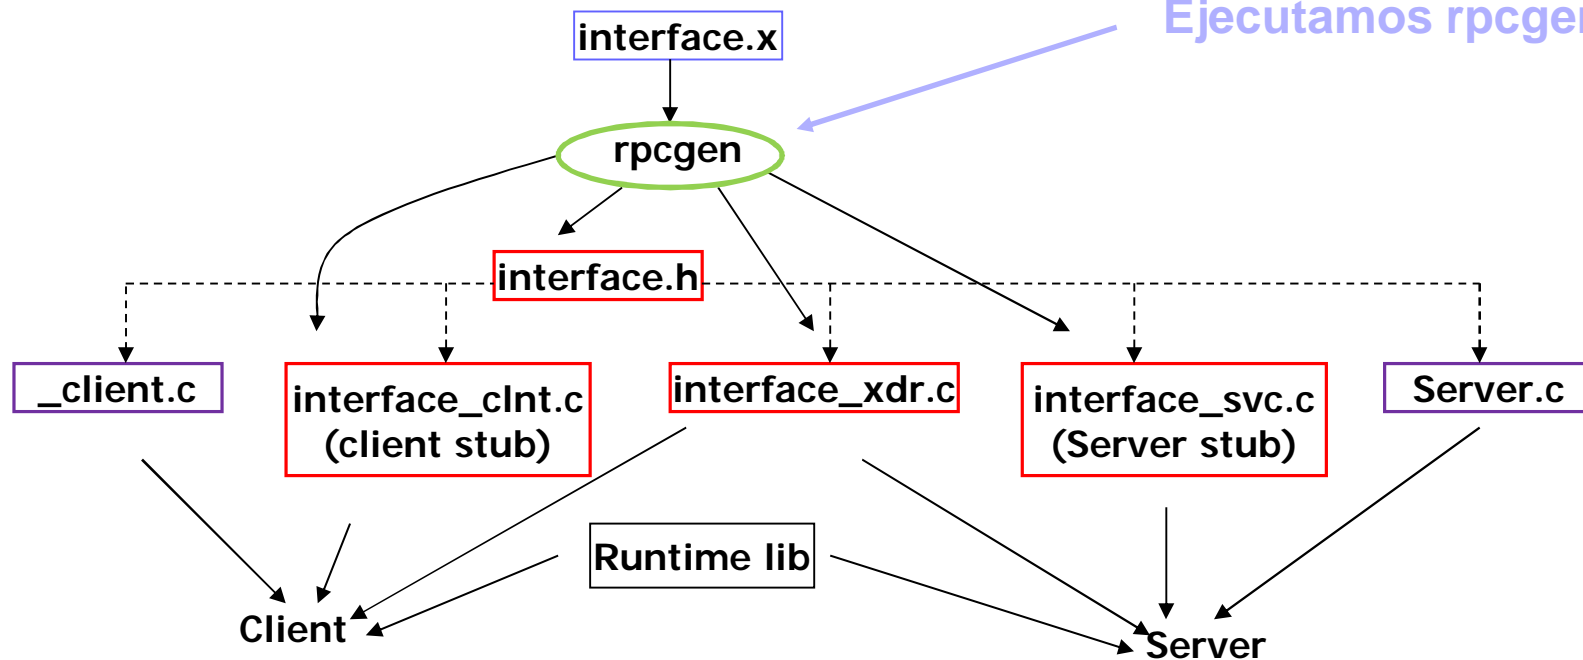 Ejecutamos rpcgen
interface.x
rpcgen
interface.h
_client.c
interface_clnt.c
(client stub)
interface_xdr.c
interface_svc.c
(Server stub)
Server.c
Runtime lib
Client
Server